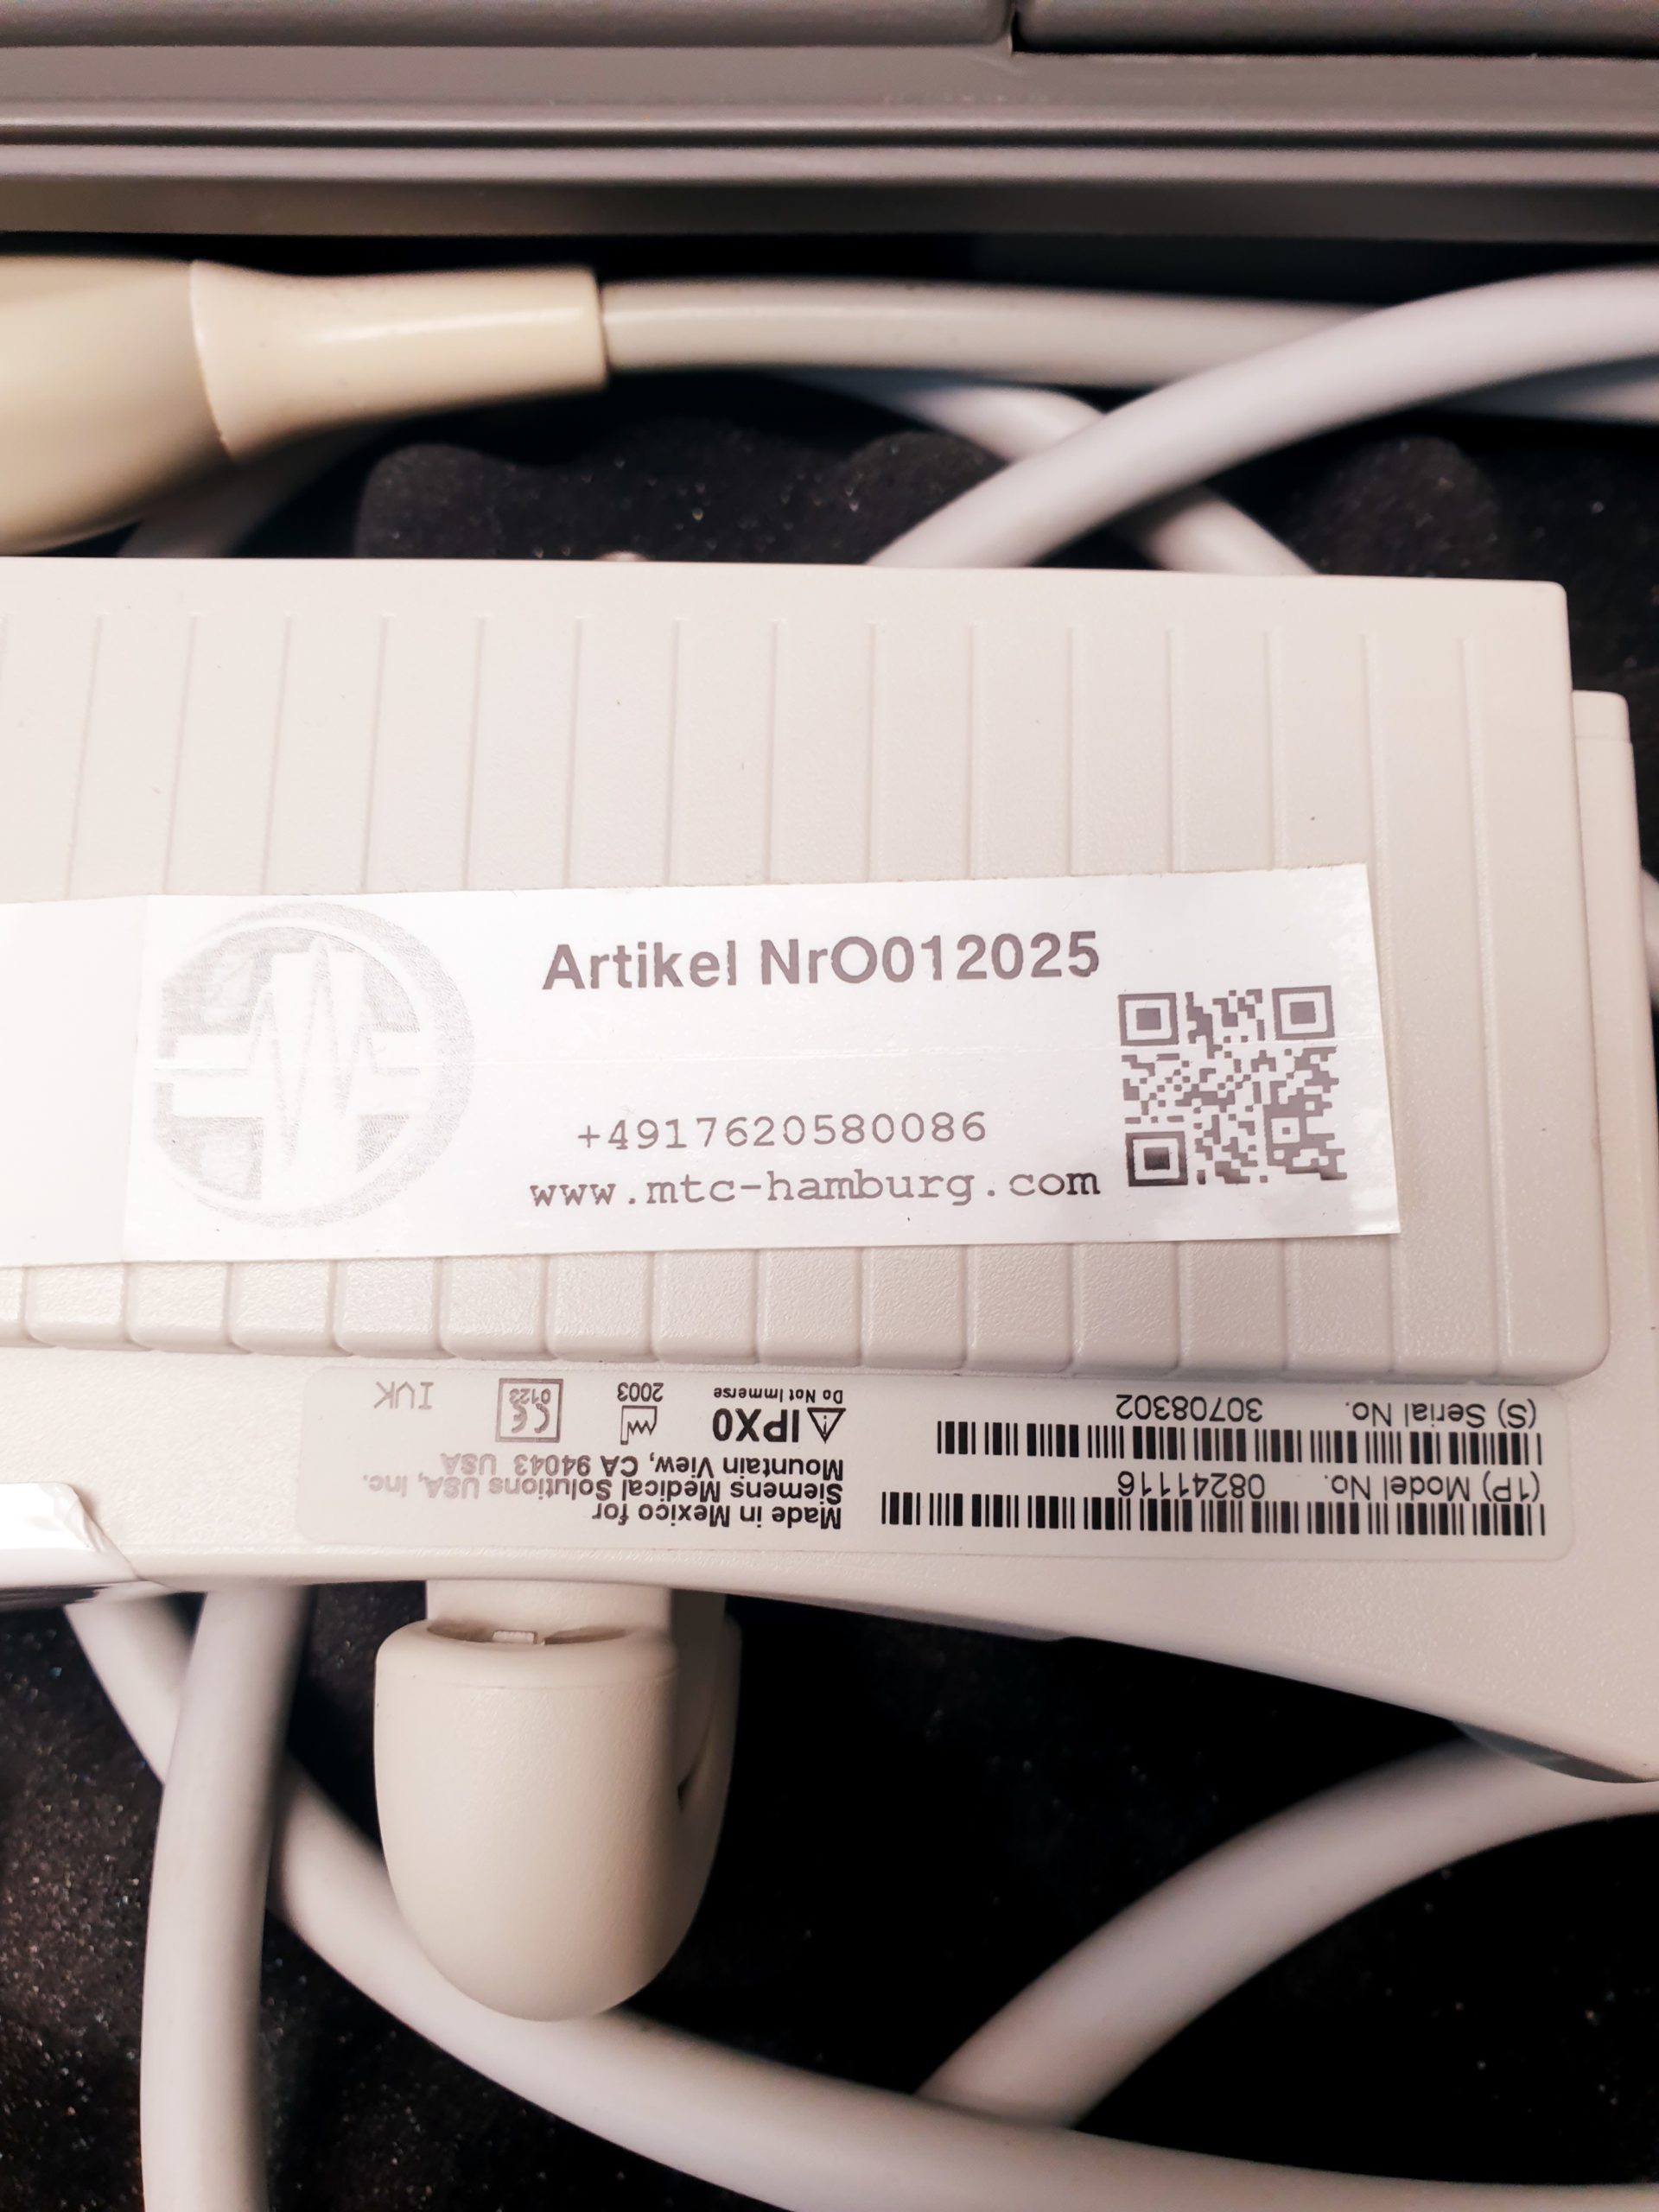 Artikel NrO012025
+4917620580086
www.mtc-hamburg.com
(1P) Model No. 08241116
(S) Serial No. 30708302
Made in Mexico for
Siemens Medical Solutions USA, Inc.
Mountain View, CA 94043 USA
IPX0
Do Not Immerse
2003
CE
0123
IVK